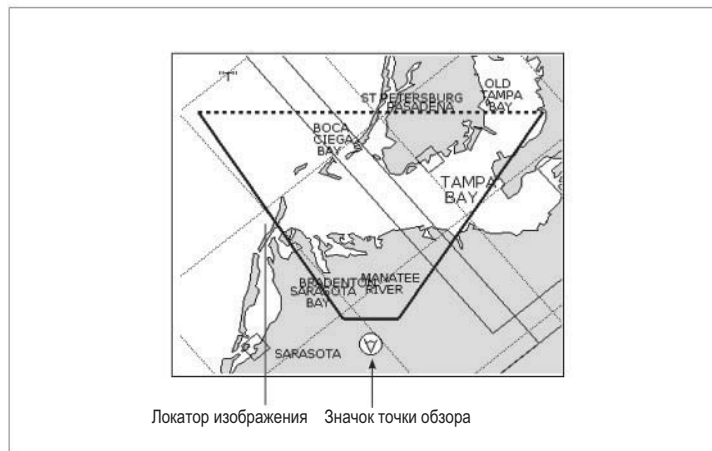 ST PETERSBURG
PASADENA
OLD
TAMPA
BAY
BOCA
CIEGA
BAY
TAMPA
BAY
BRADENTON
SARASOTA
BAY
MANATEE
RIVER
SARASOTA
Локатор изображения Значок точки обзора